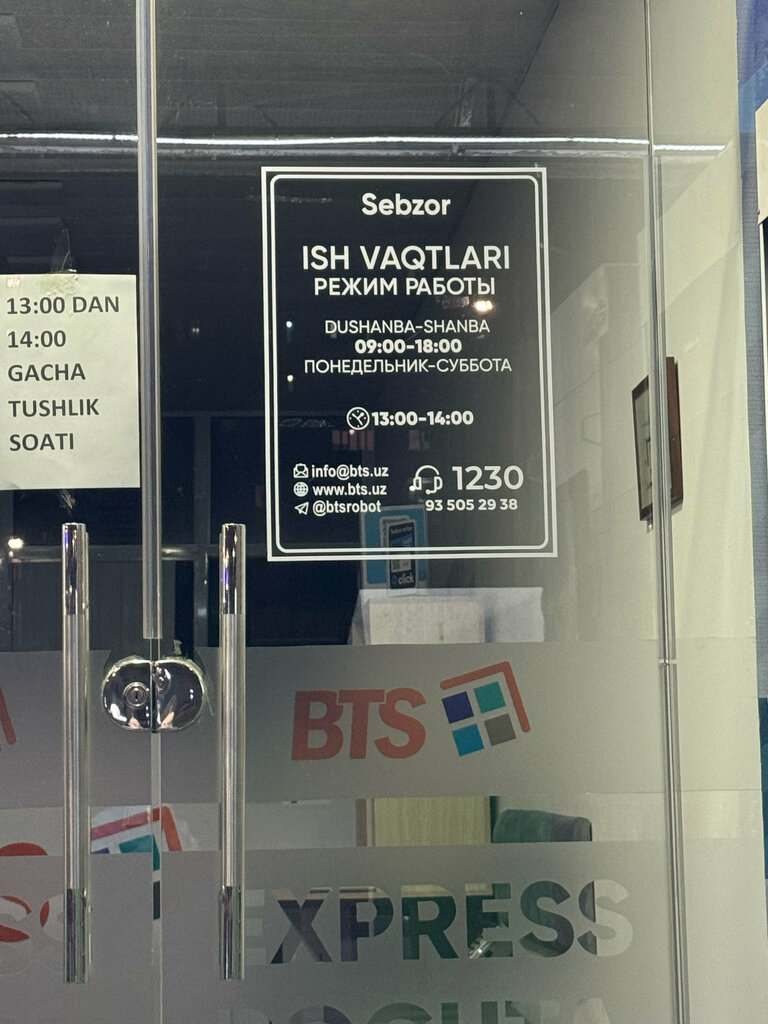 13:00 DAN
14:00
GACHA
TUSHLIK
SOATI
Sebzor
ISH VAQTLARI
РЕЖИМ РАБОТЫ
DUSHANBA-SHANBA
09:00-18:00
ПОНЕДЕЛЬНИК-СУББОТА
13:00-14:00
info@bts.uz
www.bts.uz
@btsrobot
1230
93 505 29 38
click
BTS
EXPRESS
POCHTA